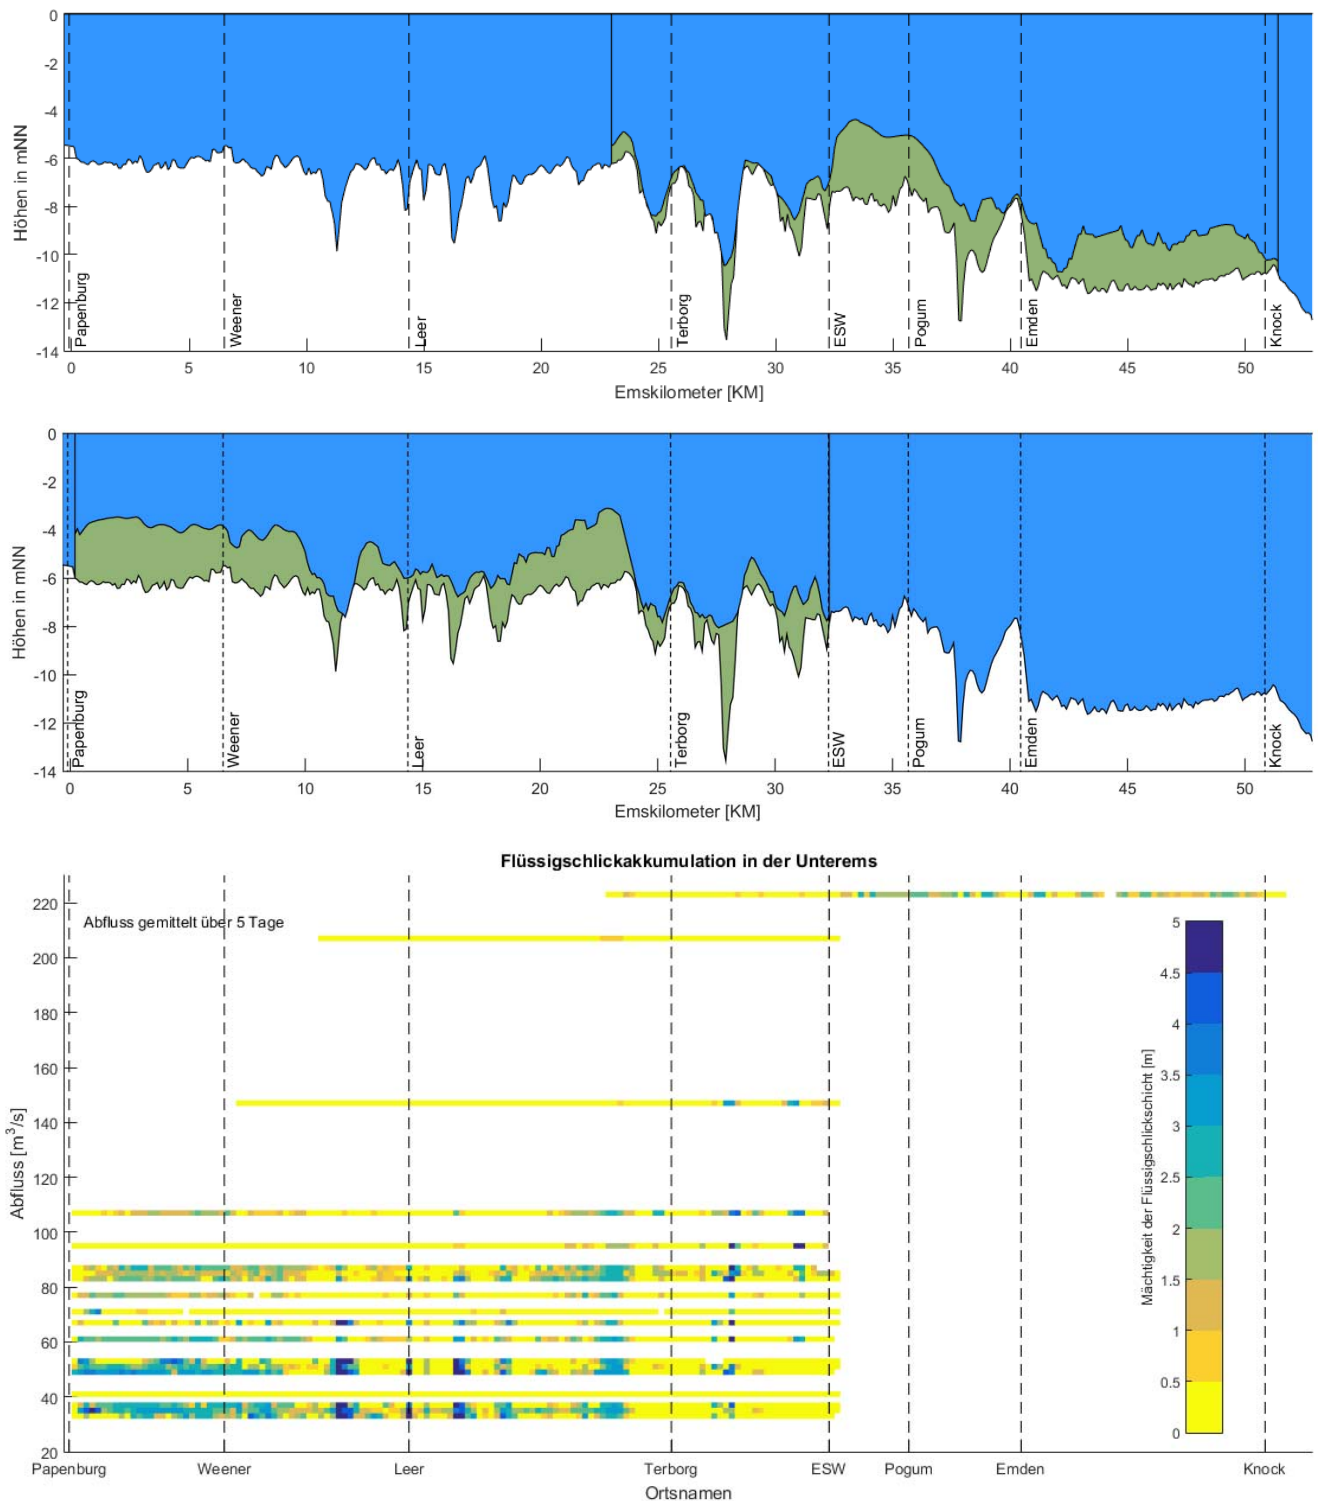 0
-2
-4
-6
-8
-10
-12
-14
Höhen in mNN
Papenburg
Weener
Leer
Terborg
ESW
Pogum
Emden
Knock
0 5 10 15 20 25 30 35 40 45 50
Emskilometer [KM]
0
-2
-4
-6
-8
-10
-12
-14
Höhen in mNN
Papenburg
Weener
Leer
Terborg
ESW
Pogum
Emden
Knock
0 5 10 15 20 25 30 35 40 45 50
Emskilometer [KM]
Flüssigschlickakkumulation in der Unterems
Abfluss gemittelt über 5 Tage
220
200
180
160
140
120
100
80
60
40
20
Abfluss [m³/s]
5
4.5
4
3.5
3
2.5
2
1.5
1
0.5
0
Mächtigkeit der Flüssigschlickschicht [m]
Papenburg Weener Leer Terborg ESW Pogum Emden Knock
Ortsnamen